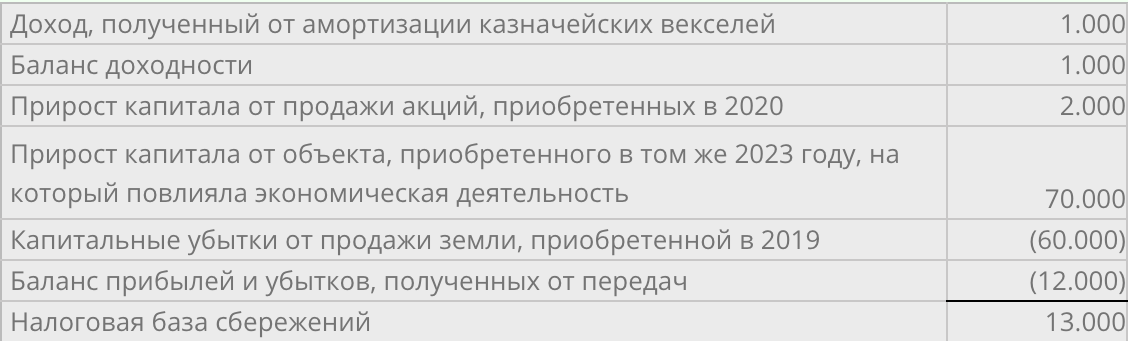 Доход, полученный от амортизации казначейских векселей 1.000
Баланс доходности 1.000
Прирост капитала от продажи акций, приобретенных в 2020 2.000
Прирост капитала от объекта, приобретенного в том же 2023 году, на
который повлияла экономическая деятельность 70.000
Капитальные убытки от продажи земли, приобретенной в 2019 (60.000)
Баланс прибылей и убытков, полученных от передач (12.000)
Налоговая база сбережений 13.000